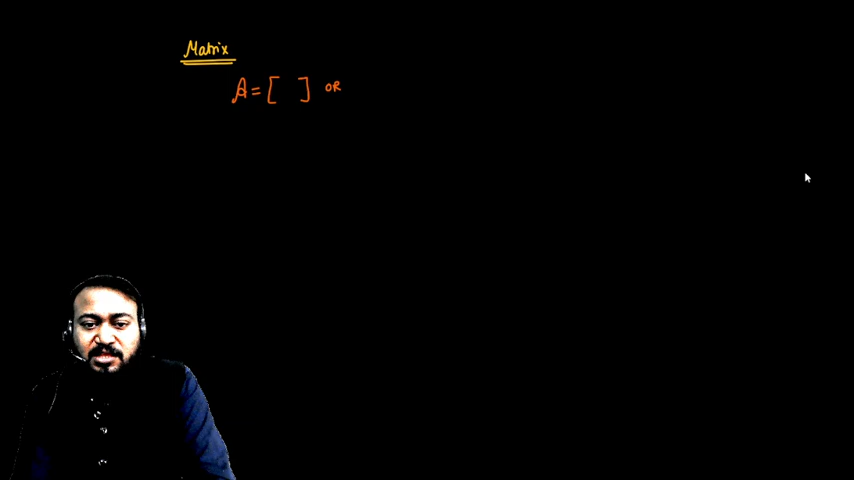 Matrix
A = [ ] OR